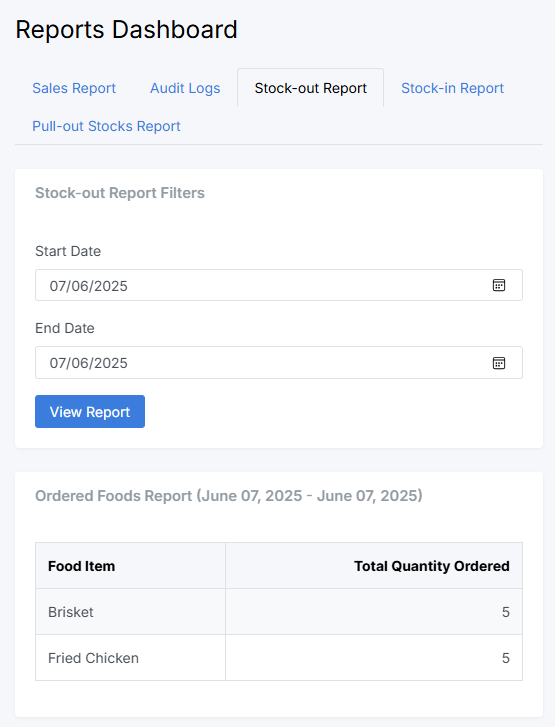 Reports Dashboard
Sales Report Audit Logs Stock-out Report Stock-in Report
Pull-out Stocks Report
Stock-out Report Filters
Start Date
07/06/2025
End Date
07/06/2025
View Report
Ordered Foods Report (June 07, 2025 - June 07, 2025)
Food Item Total Quantity Ordered
Brisket 5
Fried Chicken 5